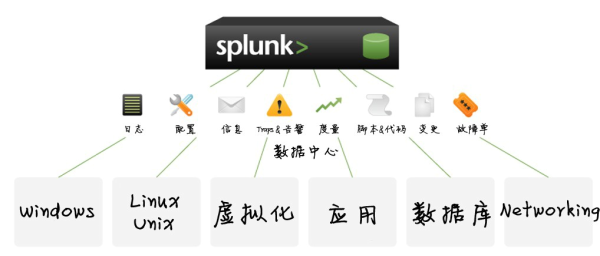 splunk>
日志
配置
信息
Traps&告警
度量
脚本&代码
变更
故障单
数据中心
Windows
Linux
Unix
虚拟化
应用
数据库
Networking